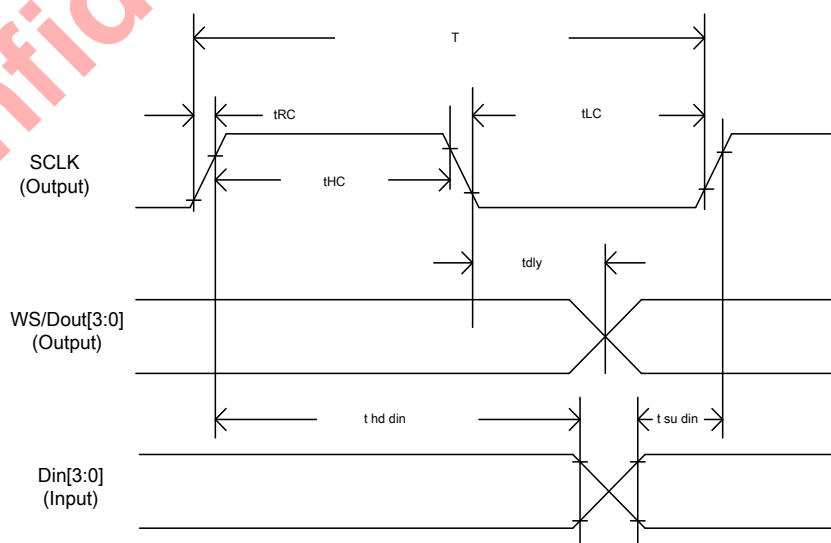 T
tRC
tLC
SCLK
(Output)
tHC
tdly
WS/Dout[3:0]
(Output)
t hd din
t su din
Din[3:0]
(Input)